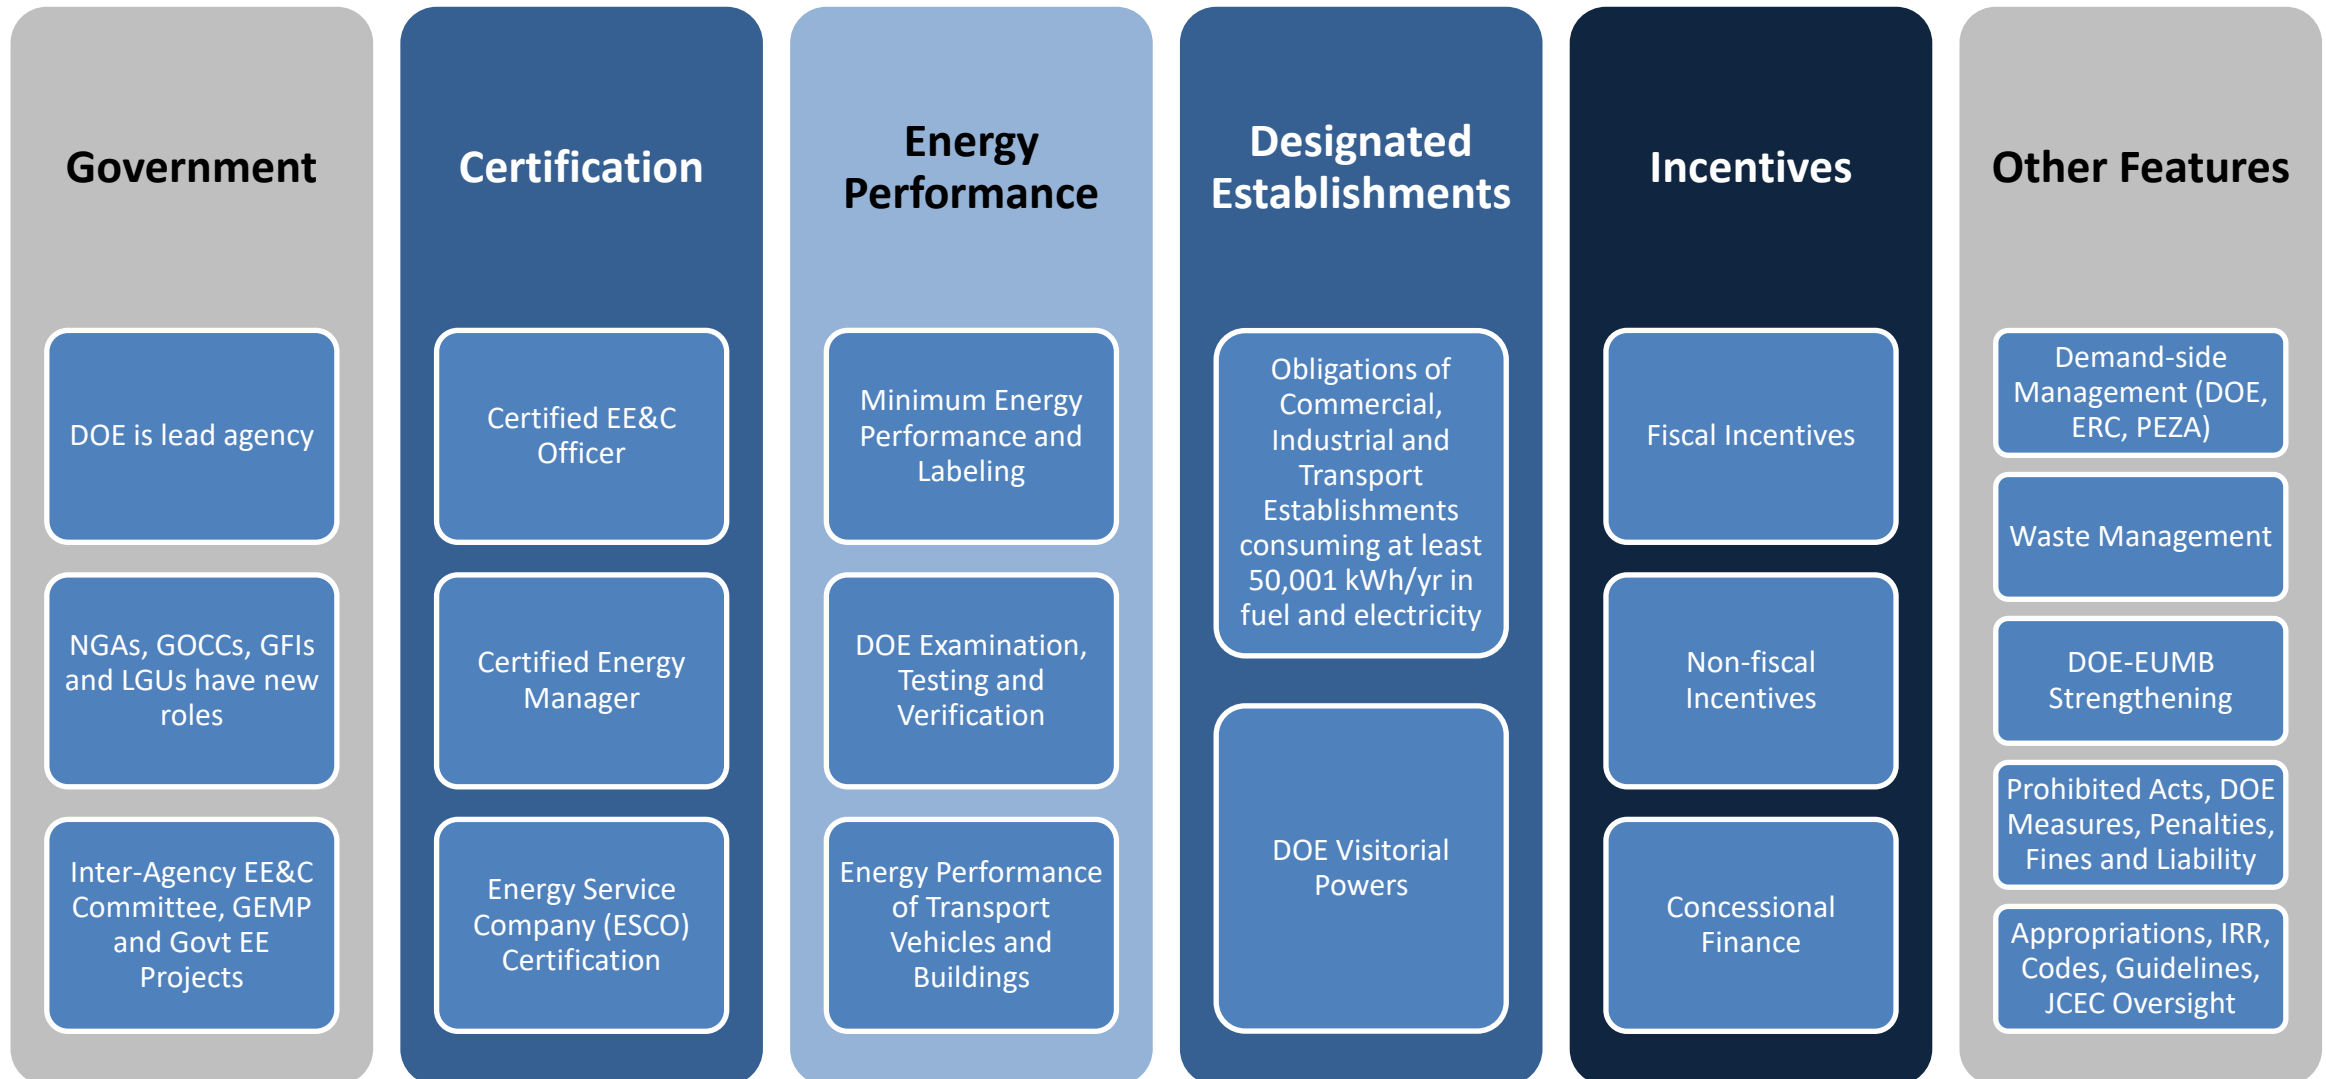 Government
DOE is lead agency
NGAs, GOCCs, GFIs
and LGUs have new
roles
Inter-Agency EE&C
Committee, GEMP
and Govt EE
Projects
Certification
Certified EE&C
Officer
Certified Energy
Manager
Energy Service
Company (ESCO)
Certification
Energy
Performance
Minimum Energy
Performance and
Labeling
DOE Examination,
Testing and
Verification
Energy Performance
of Transport
Vehicles and
Buildings
Designated
Establishments
Obligations of
Commercial,
Industrial and
Transport
Establishments
consuming at least
50,001 kWh/yr in
fuel and electricity
DOE Visitorial
Powers
Incentives
Fiscal Incentives
Non-fiscal
Incentives
Concessional
Finance
Other Features
Demand-side
Management (DOE,
ERC, PEZA)
Waste Management
DOE-EUMB
Strengthening
Prohibited Acts, DOE
Measures, Penalties,
Fines and Liability
Appropriations, IRR,
Codes, Guidelines,
JCEC Oversight